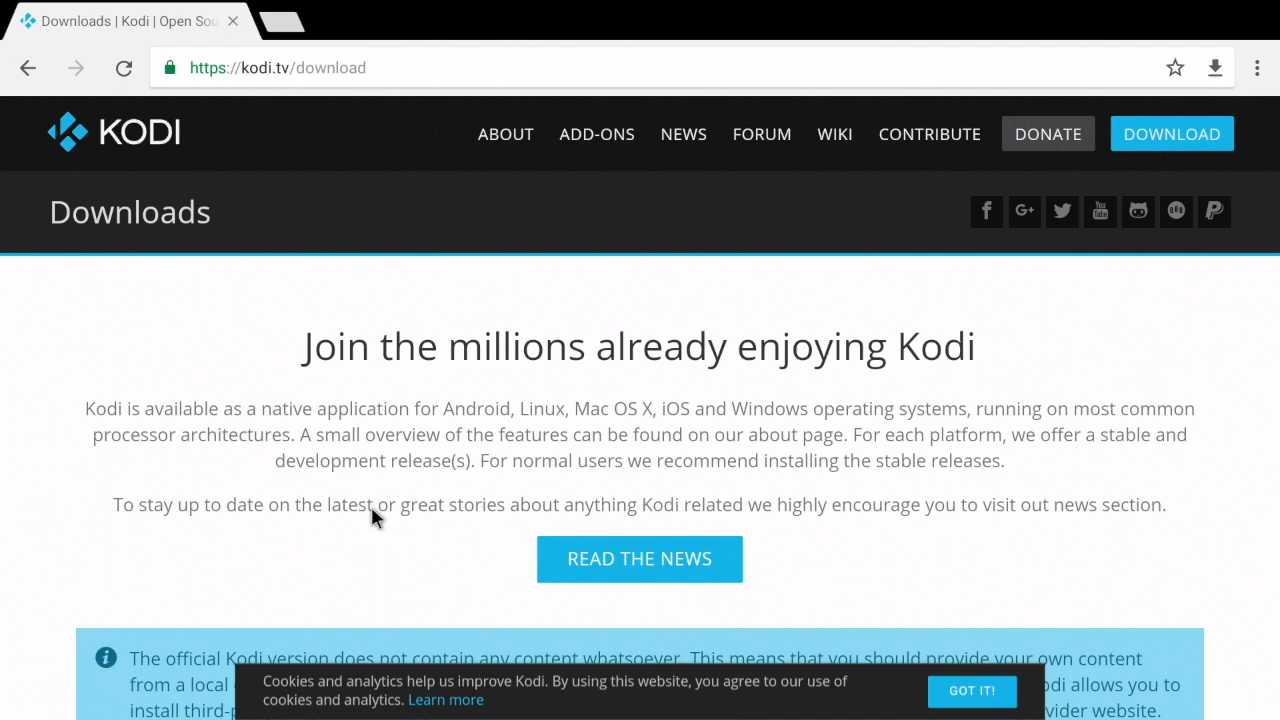 Downloads | Kodi | Open Sou
https://kodi.tv/download
KODI
ABOUT ADD-ONS NEWS FORUM WIKI CONTRIBUTE DONATE DOWNLOAD
Downloads
Join the millions already enjoying Kodi
Kodi is available as a native application for Android, Linux, Mac OS X, iOS and Windows operating systems, running on most common
processor architectures. A small overview of the features can be found on our about page. For each platform, we offer a stable and
development release(s). For normal users we recommend installing the stable releases.
To stay up to date on the latest or great stories about anything Kodi related we highly encourage you to visit out news section.
READ THE NEWS
The official Kodi version does not contain any content whatsoever. This means that you should provide your own content
from a local odi allows you to
install third-p vider website.
Cookies and analytics help us improve Kodi. By using this website, you agree to our use of
cookies and analytics. Learn more
GOT IT!